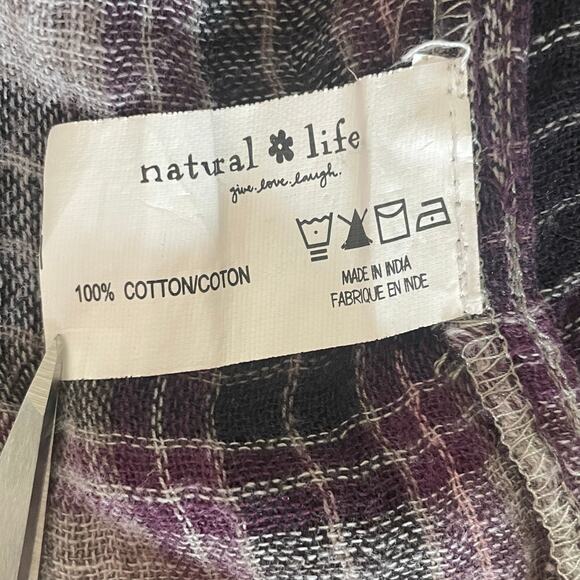 natural life
give.love.laugh.
100% COTTON/COTON
MADE IN INDIA
FABRIQUE EN INDE